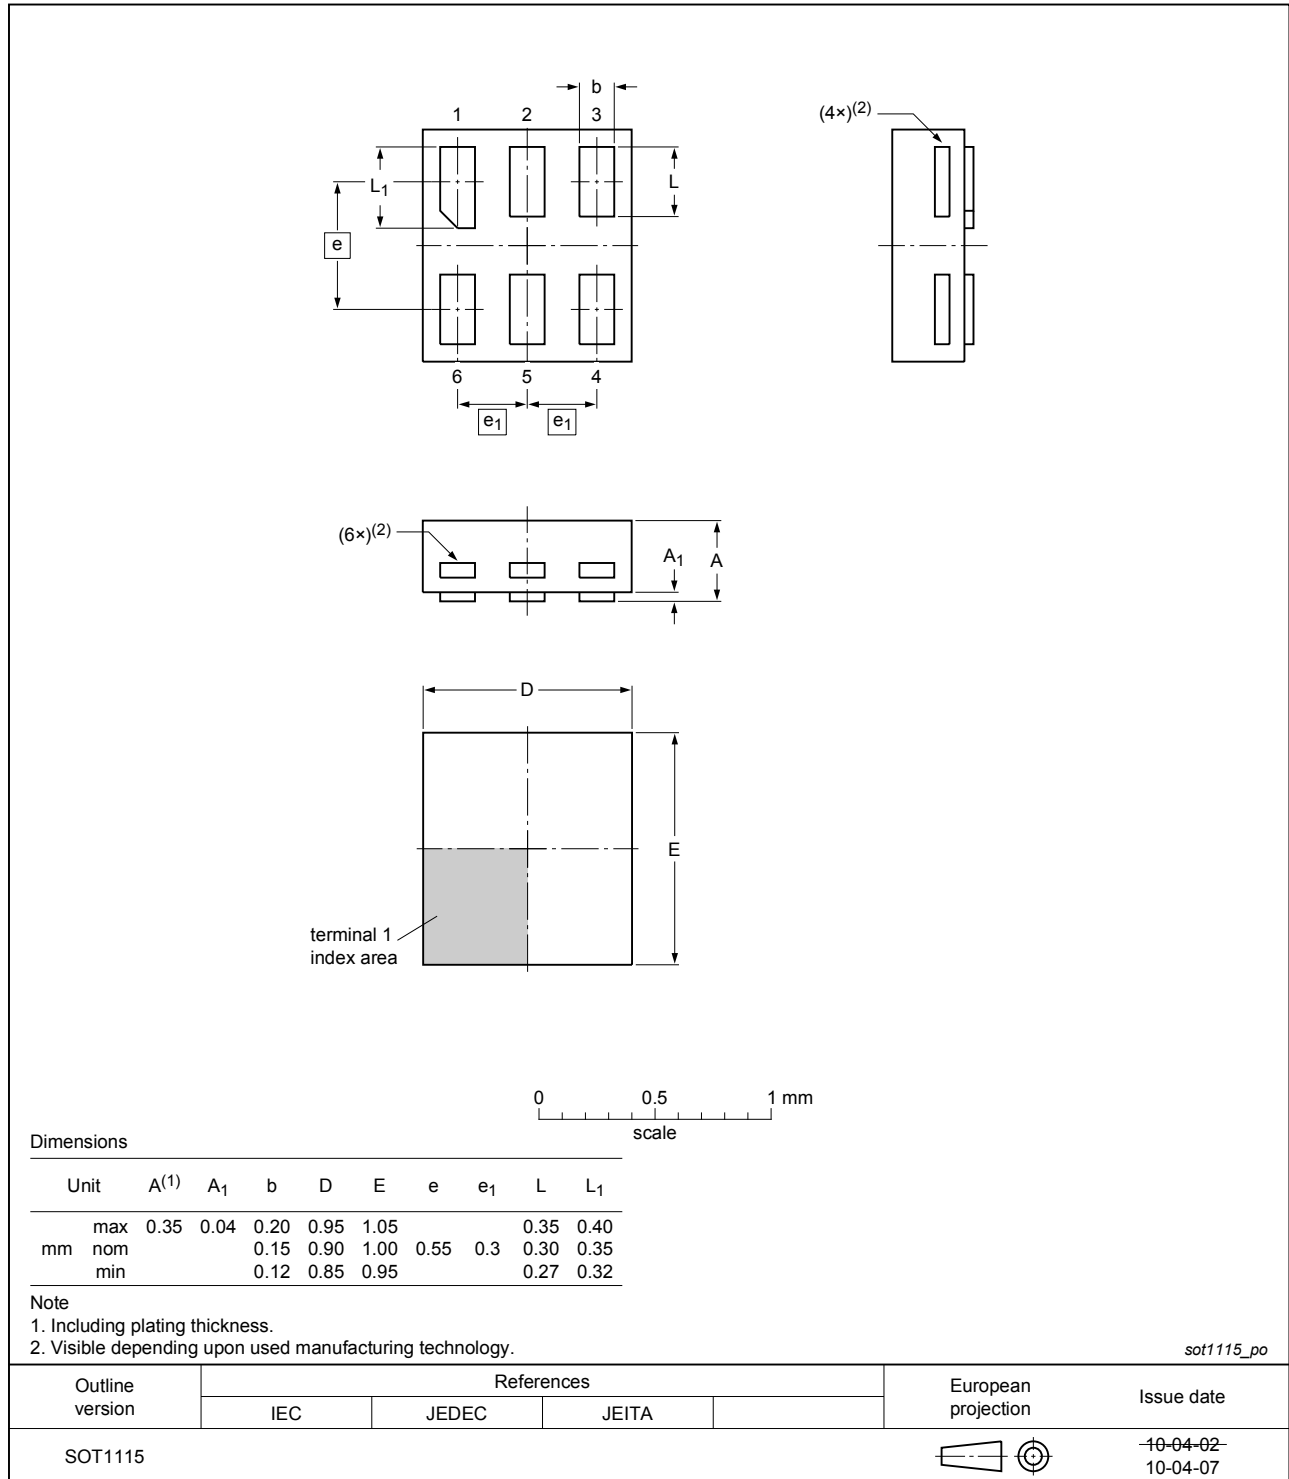 b
1 2 3
(4×)(2)
L1
L
e
6 5 4
e1 e1
(6×)(2)
A1 A
D
E
terminal 1
index area
0 0.5 1 mm
scale
Dimensions
Unit A(1) A1 b D E e e1 L L1
max 0.35 0.04 0.20 0.95 1.05 0.35 0.40
mm nom 0.15 0.90 1.00 0.55 0.3 0.30 0.35
min 0.12 0.85 0.95 0.27 0.32
Note
1. Including plating thickness.
2. Visible depending upon used manufacturing technology.
sot1115_po
Outline
version
References
IEC JEDEC JEITA
European
projection
Issue date
SOT1115
10-04-02
10-04-07